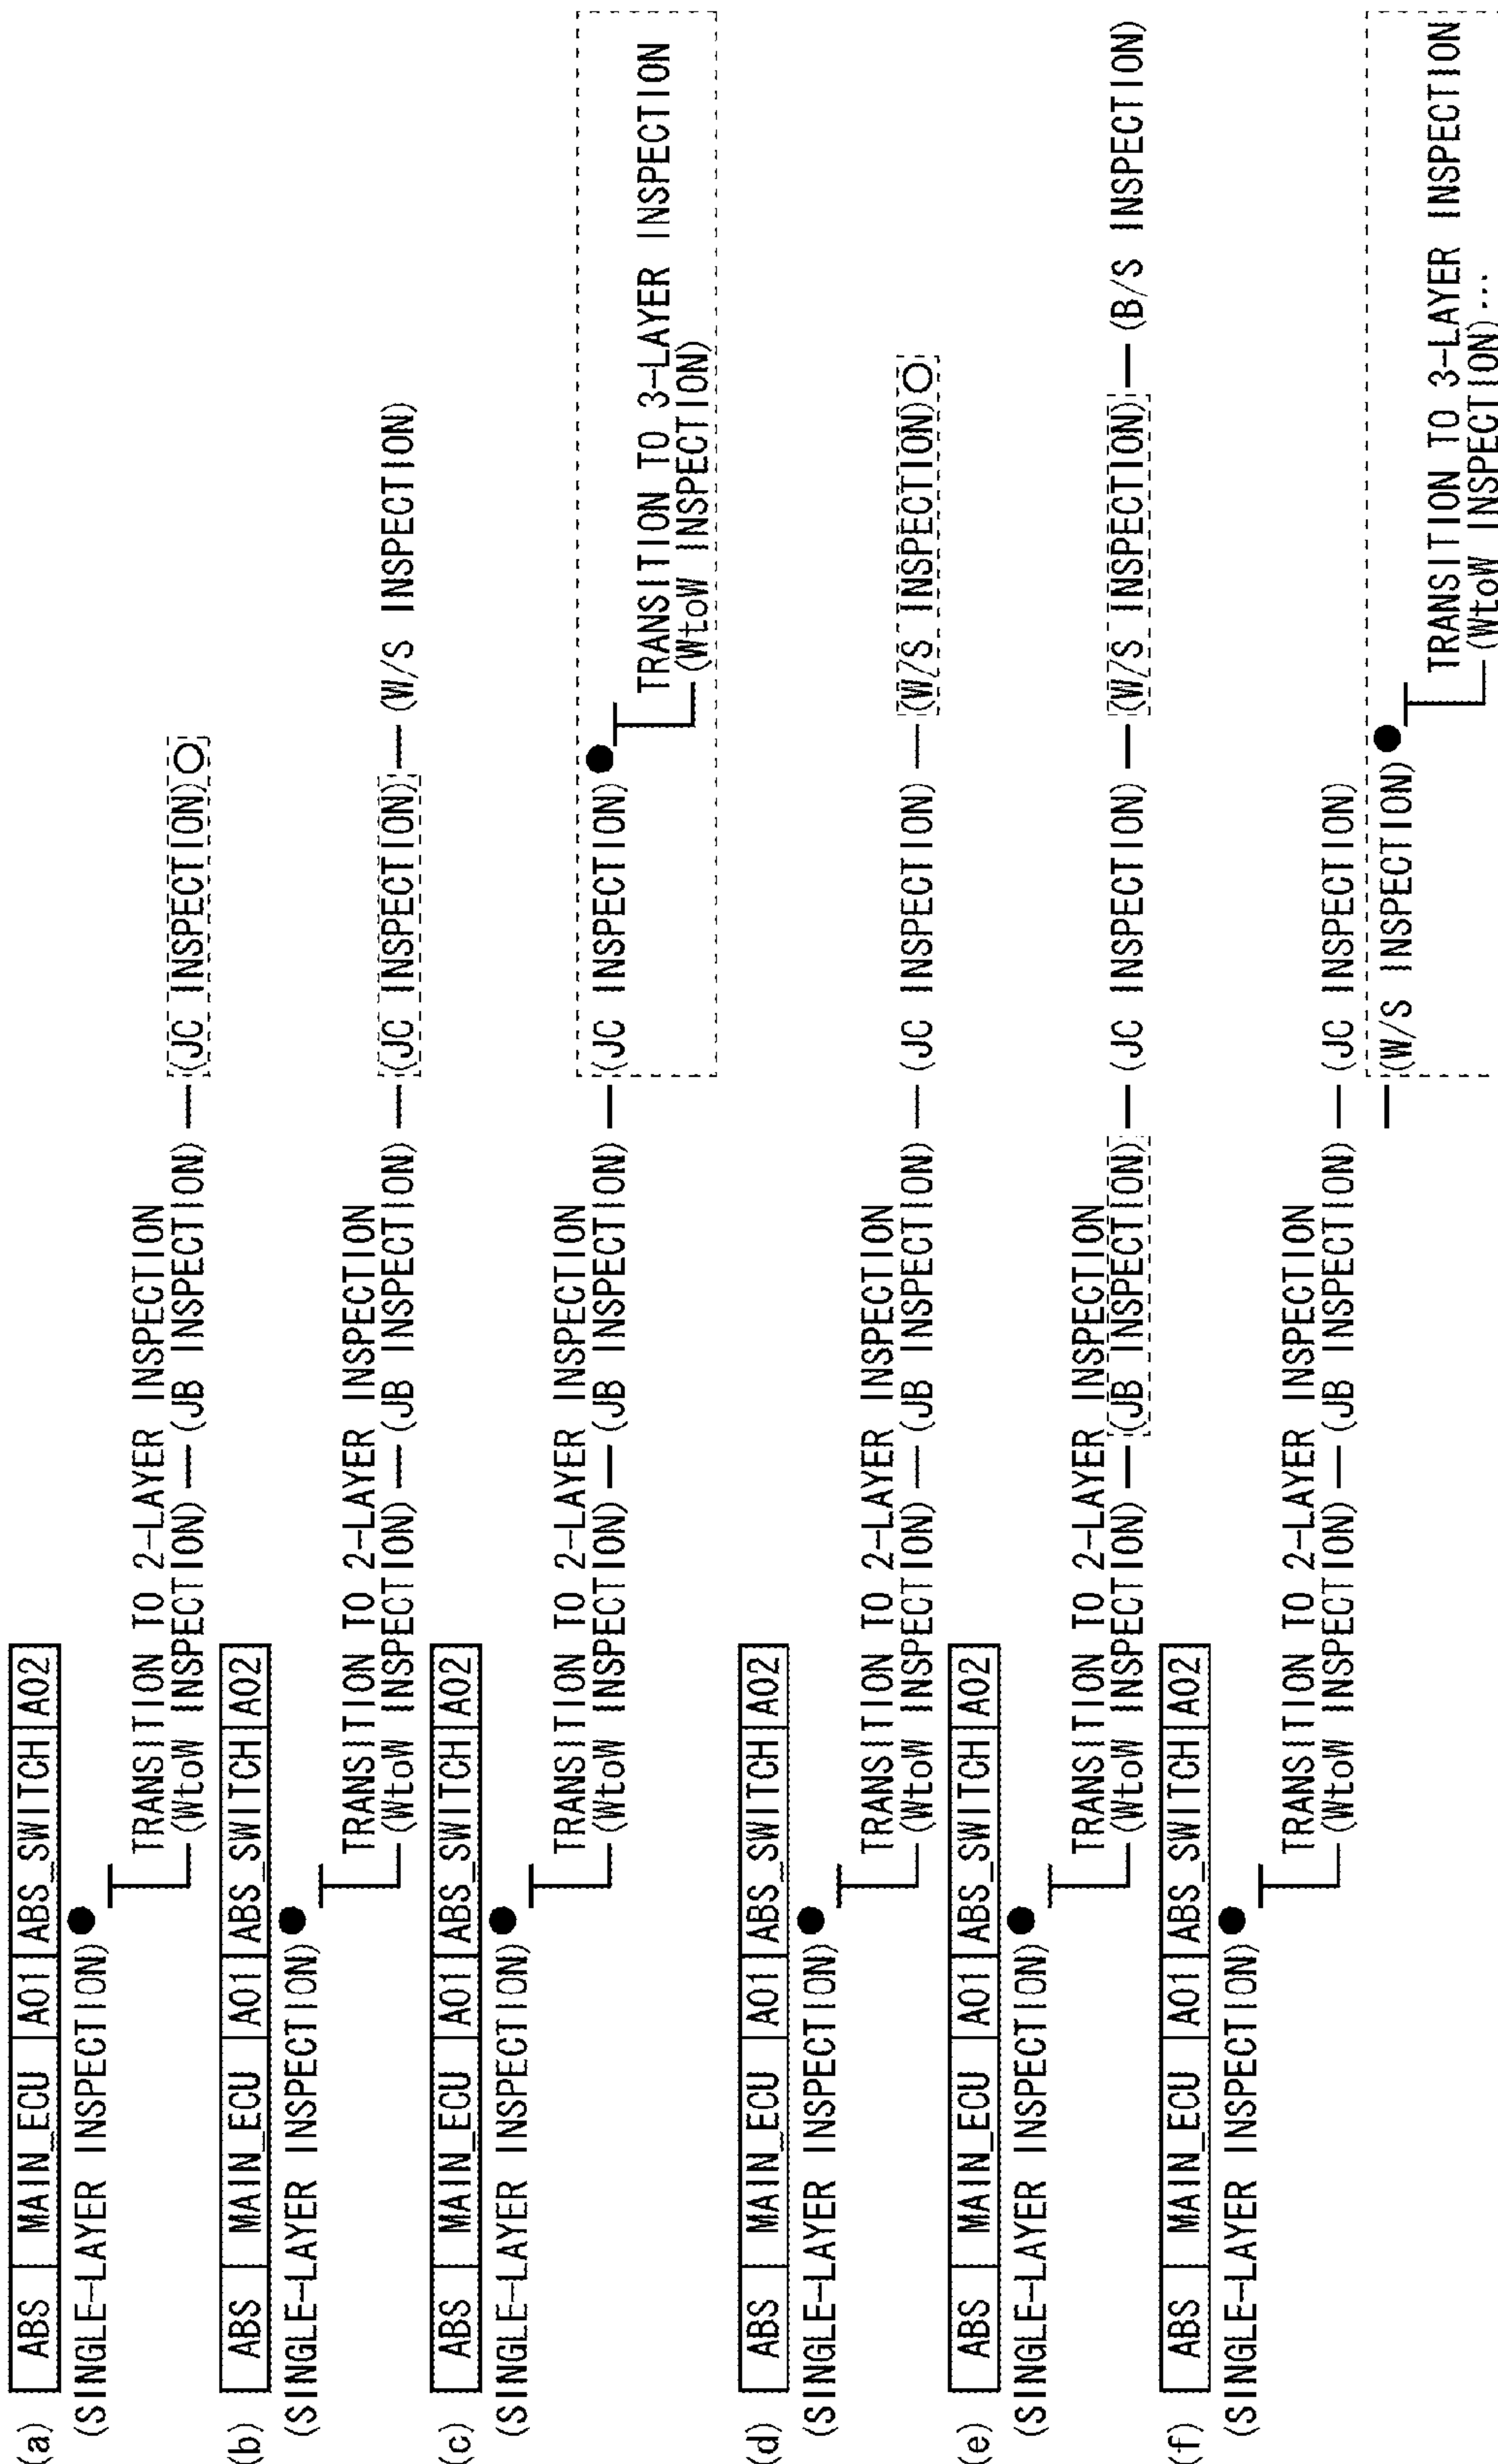 (a) ABS MAIN_ECU A01 ABS_SWITCH A02
(SINGLE-LAYER INSPECTION)
TRANSITION TO 2-LAYER INSPECTION
(WtoW INSPECTION) — (JB INSPECTION) — (JC INSPECTION)
(b) ABS MAIN_ECU A01 ABS_SWITCH A02
(SINGLE-LAYER INSPECTION)
TRANSITION TO 2-LAYER INSPECTION
(WtoW INSPECTION) — (JB INSPECTION) — (JC INSPECTION) — (W/S INSPECTION)
(c) ABS MAIN_ECU A01 ABS_SWITCH A02
(SINGLE-LAYER INSPECTION)
TRANSITION TO 2-LAYER INSPECTION
(WtoW INSPECTION) — (JB INSPECTION) — (JC INSPECTION)
TRANSITION TO 3-LAYER INSPECTION
(WtoW INSPECTION)
(d) ABS MAIN_ECU A01 ABS_SWITCH A02
(SINGLE-LAYER INSPECTION)
TRANSITION TO 2-LAYER INSPECTION
(WtoW INSPECTION) — (JB INSPECTION) — (JC INSPECTION) — (W/S INSPECTION)
(e) ABS MAIN_ECU A01 ABS_SWITCH A02
(SINGLE-LAYER INSPECTION)
TRANSITION TO 2-LAYER INSPECTION
(WtoW INSPECTION) — (JB INSPECTION) — (JC INSPECTION) — (W/S INSPECTION) — (B/S INSPECTION)
(f) ABS MAIN_ECU A01 ABS_SWITCH A02
(SINGLE-LAYER INSPECTION)
TRANSITION TO 2-LAYER INSPECTION
(WtoW INSPECTION) — (JB INSPECTION) — (JC INSPECTION)
— (W/S INSPECTION)
TRANSITION TO 3-LAYER INSPECTION
(WtoW INSPECTION)...